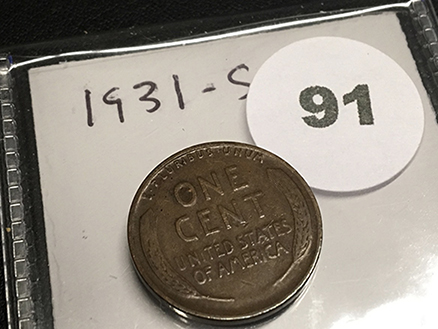 1931-S
91
E·PLURIBUS·UNUM
ONE
CENT
UNITED STATES
OF AMERICA